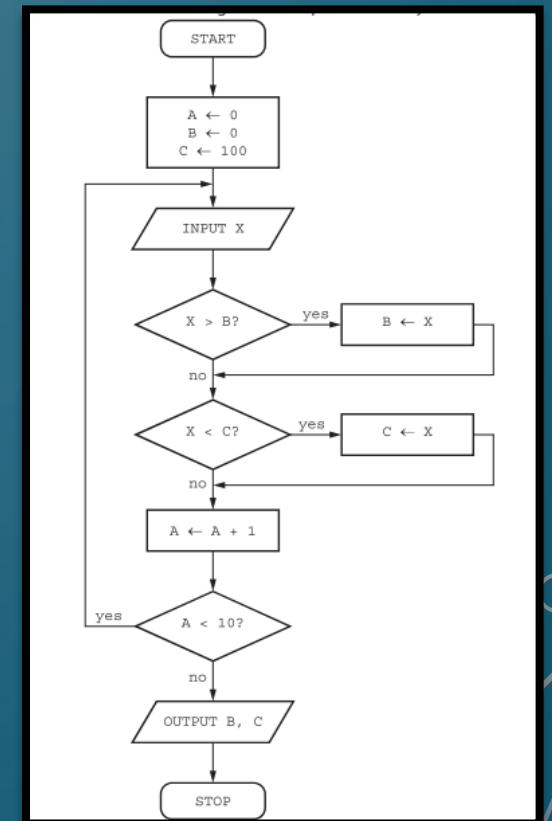 START
A ← 0
B ← 0
C ← 100
INPUT X
X > B?
yes
B ← X
no
X < C?
yes
C ← X
no
A ← A + 1
yes
A < 10?
no
OUTPUT B, C
STOP